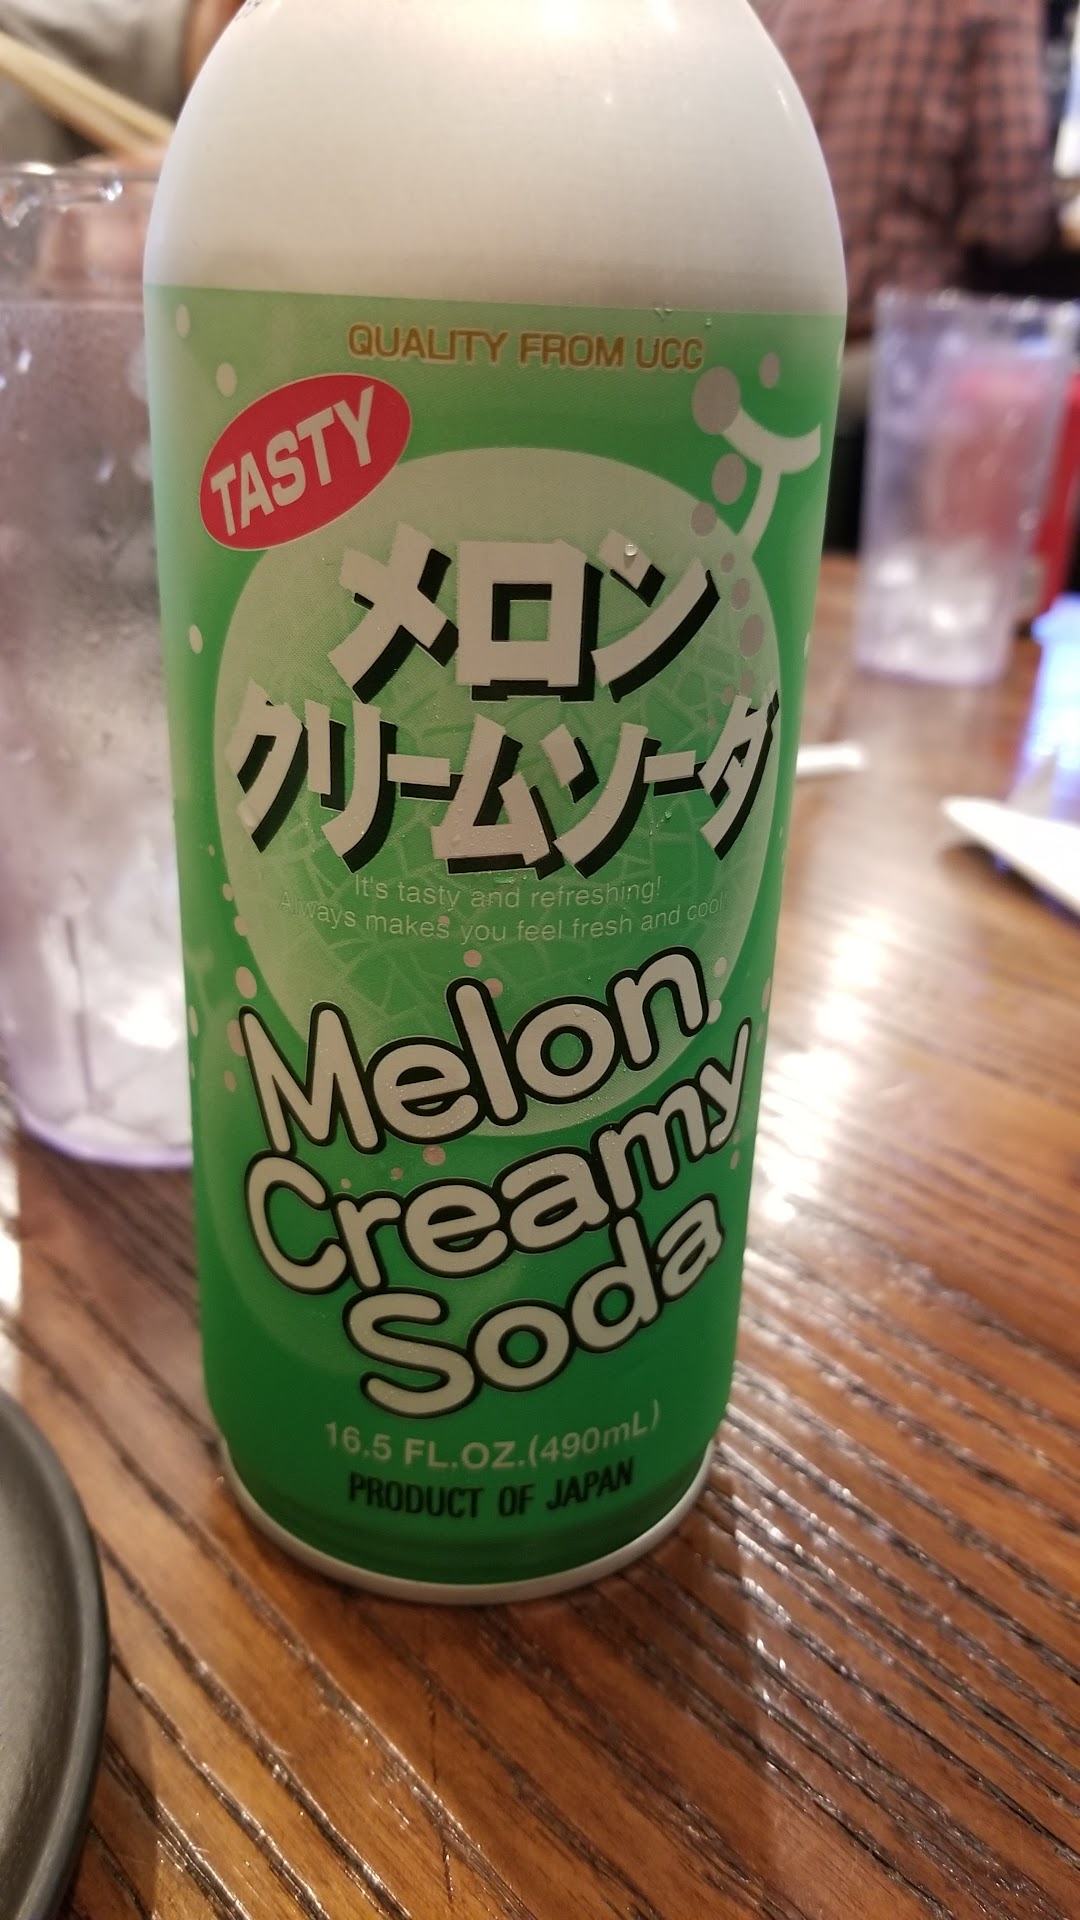 QUALITY FROM UCC
TASTY
メロン
クリームソーダ
It's tasty and refreshing!
Always makes you feel fresh and cool
Melon
Creamy
Soda
16.5 FL.OZ.(490mL)
PRODUCT OF JAPAN